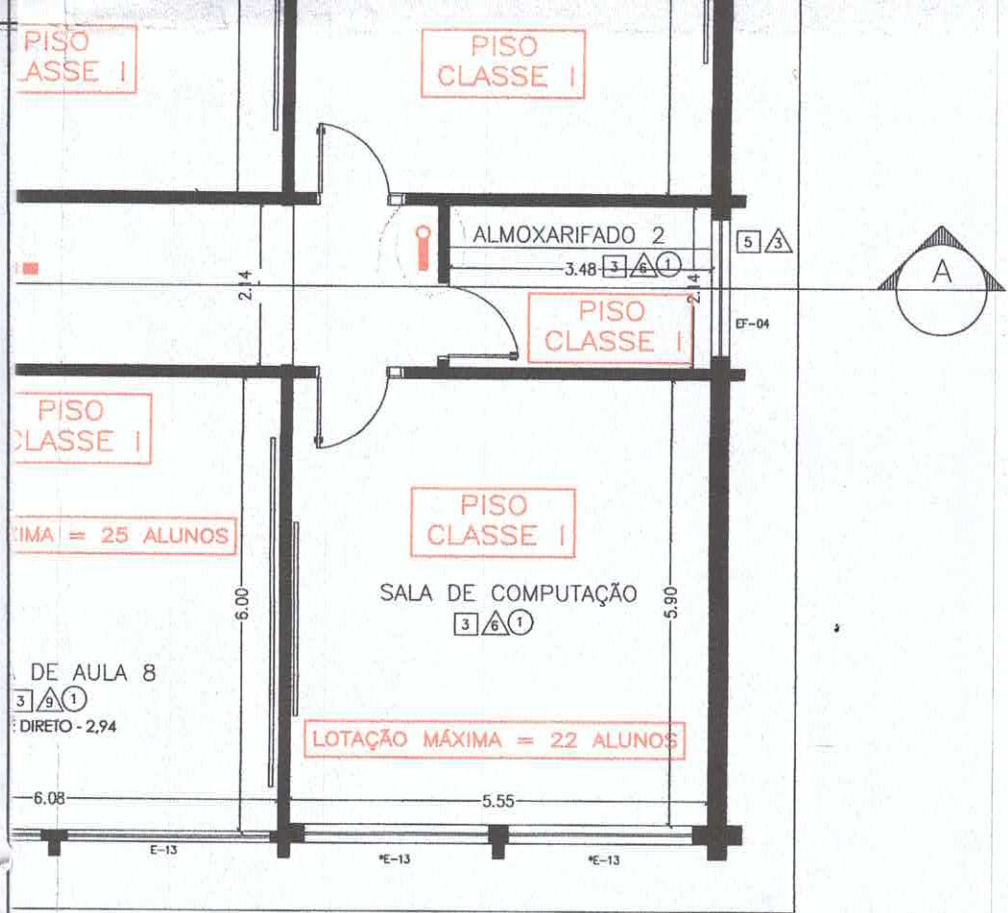 PISO
CLASSE I
PISO
CLASSE I
ALMOXARIFADO 2
3.48
3 6 1
5 3
2.14
2.14
PISO
CLASSE I
EF-04
A
PISO
CLASSE I
XIMA = 25 ALUNOS
6.00
PISO
CLASSE I
SALA DE COMPUTAÇÃO
3 6 1
5.90
DE AULA 8
3 9 1
DIRETO - 2,94
LOTAÇÃO MÁXIMA = 22 ALUNOS
6.08
5.55
E-13
*E-13
*E-13